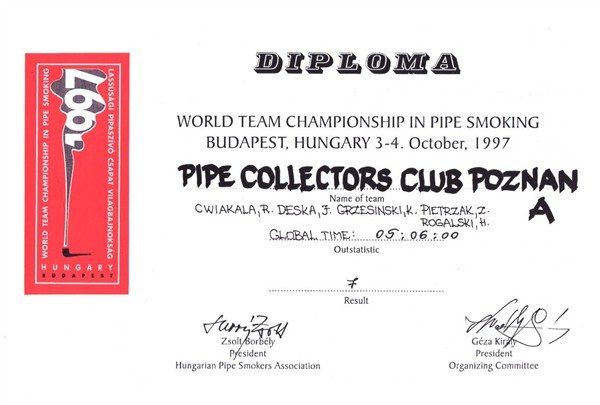 DIPLOMA
WORLD TEAM CHAMPIONSHIP IN PIPE SMOKING
BUDAPEST, HUNGARY 3-4. October, 1997
PIPE COLLECTORS CLUB POZNAN
A
Name of team
CWIAKALA, R. DESKA, J. GRZESINSKI, K. PIETRZAK, Z.
ROGALSKI, H.
GLOBAL TIME: 05:06:00
Outstatistic
7
Result
Zsolt Borbély
President
Hungarian Pipe Smokers Association
Géza Király
President
Organizing Committee
WORLD TEAM CHAMPIONSHIP IN PIPE SMOKING
1997
LASSÚSÁGI PIPASZÍVÓ CSAPAT VILÁGBAJNOKSÁG
HUNGARY
BUDAPEST